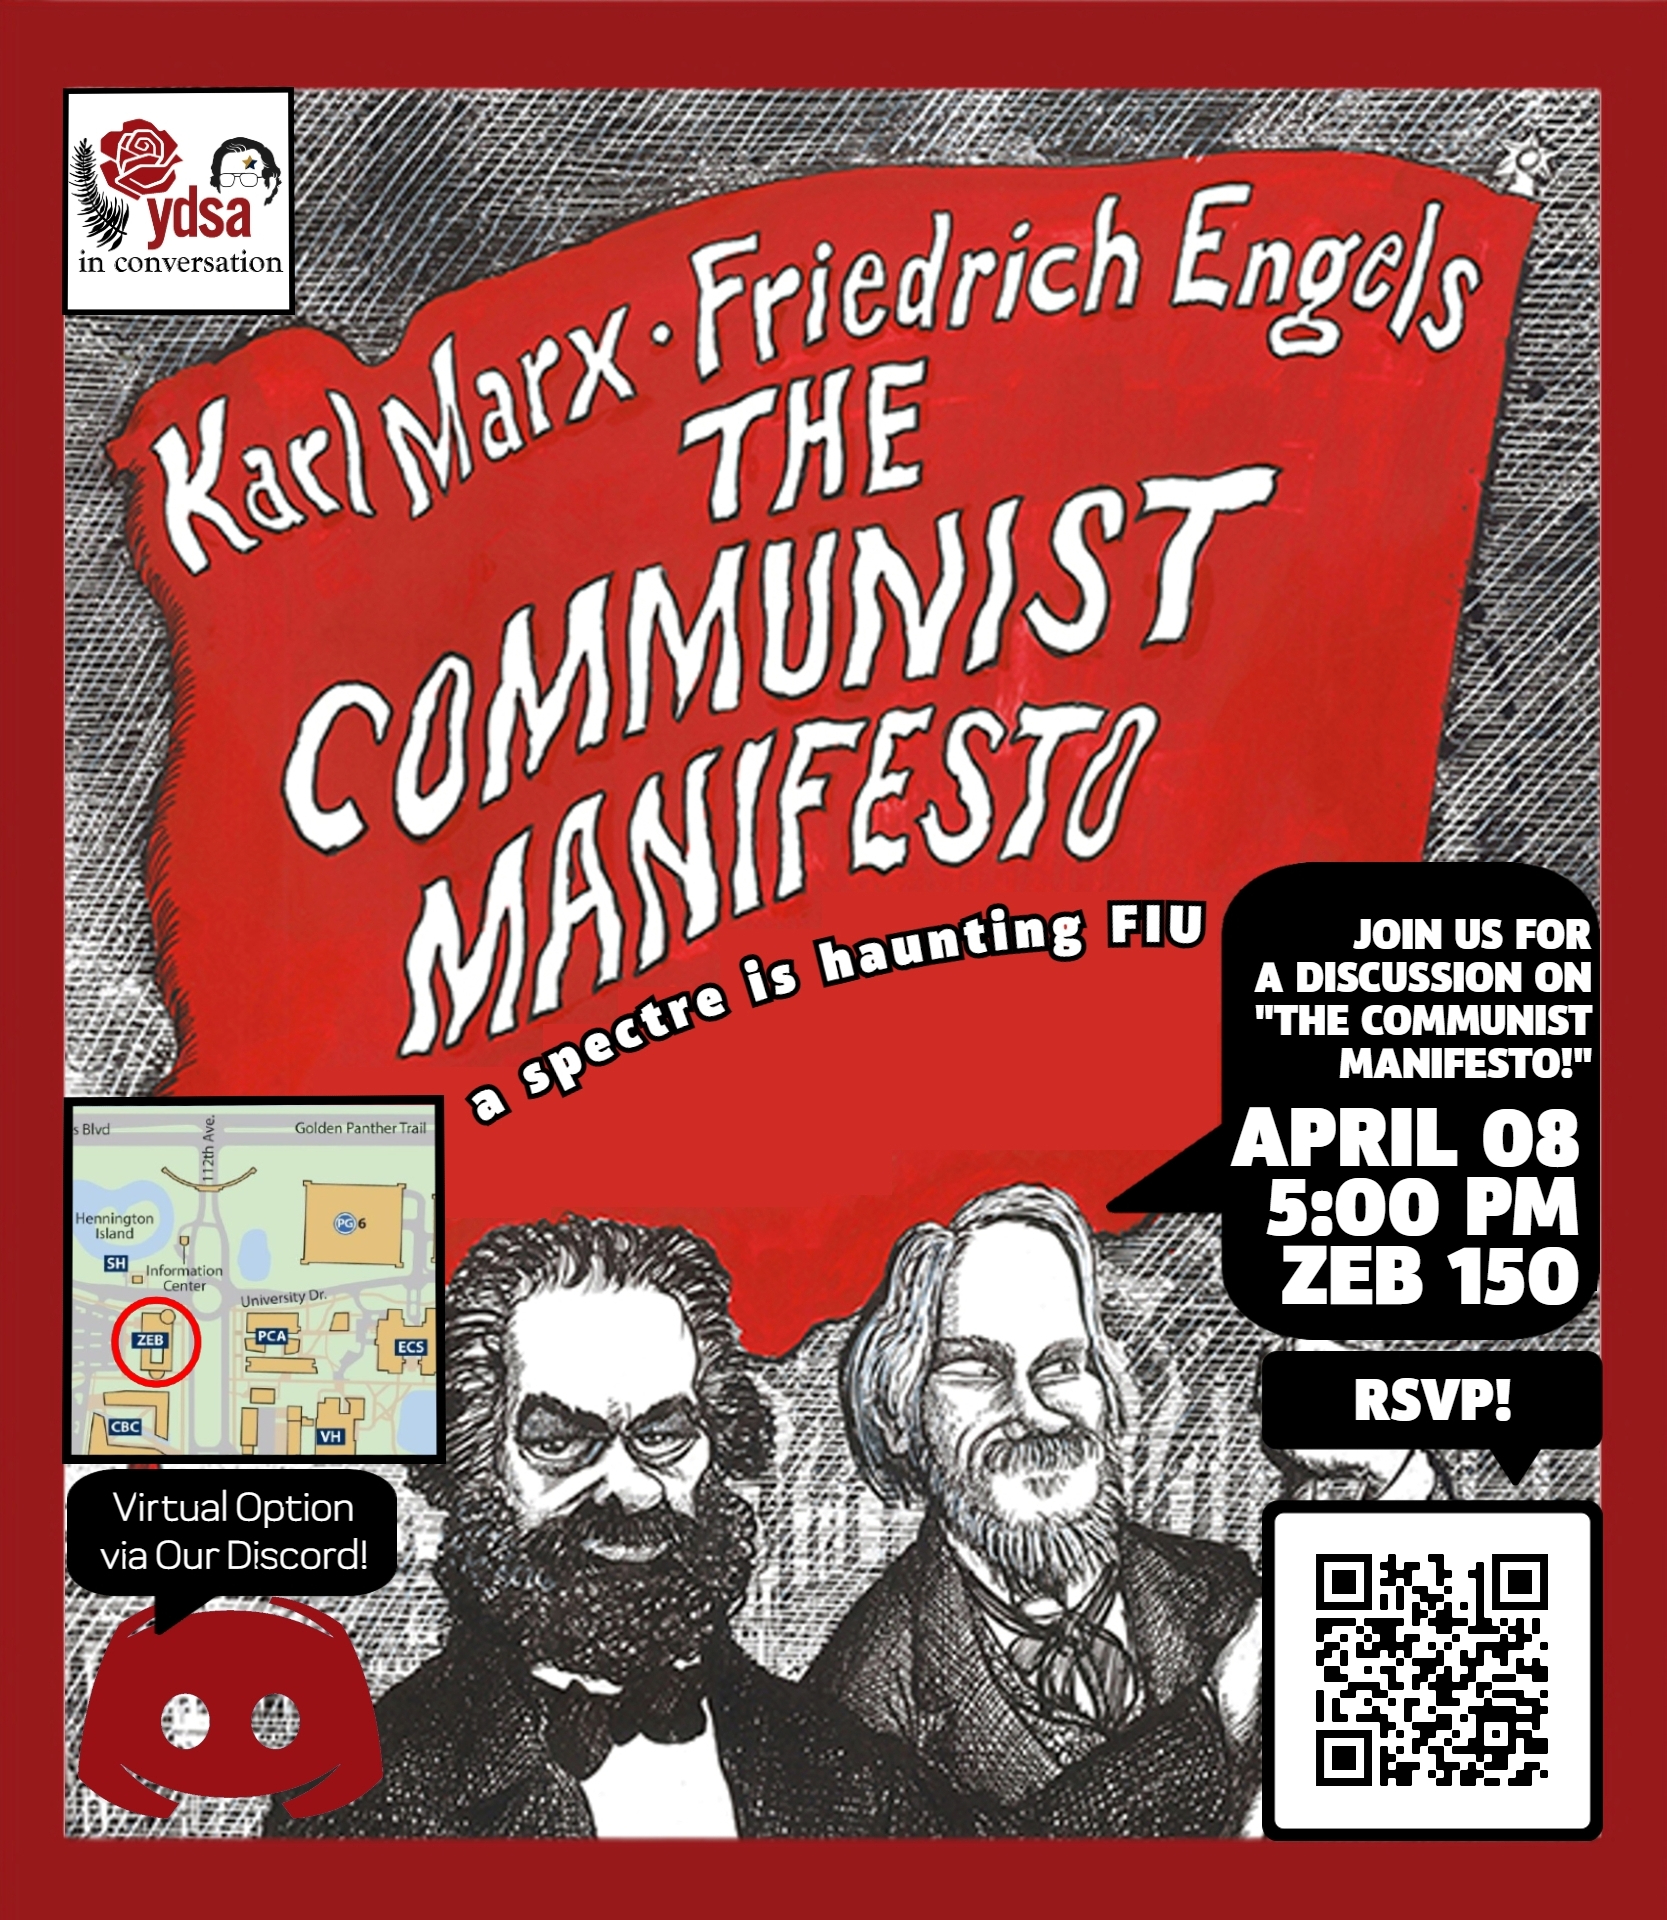 ydsa
in conversation
Karl Marx · Friedrich Engels
THE
COMMUNIST
MANIFESTO
a spectre is haunting FIU
JOIN US FOR
A DISCUSSION ON
"THE COMMUNIST
MANIFESTO!"
APRIL 08
5:00 PM
ZEB 150
s Blvd
112th Ave.
Golden Panther Trail
Hennington
Island
PG 6
SH
Information
Center
University Dr.
ZEB
PCA
ECS
CBC
VH
RSVP!
Virtual Option
via Our Discord!